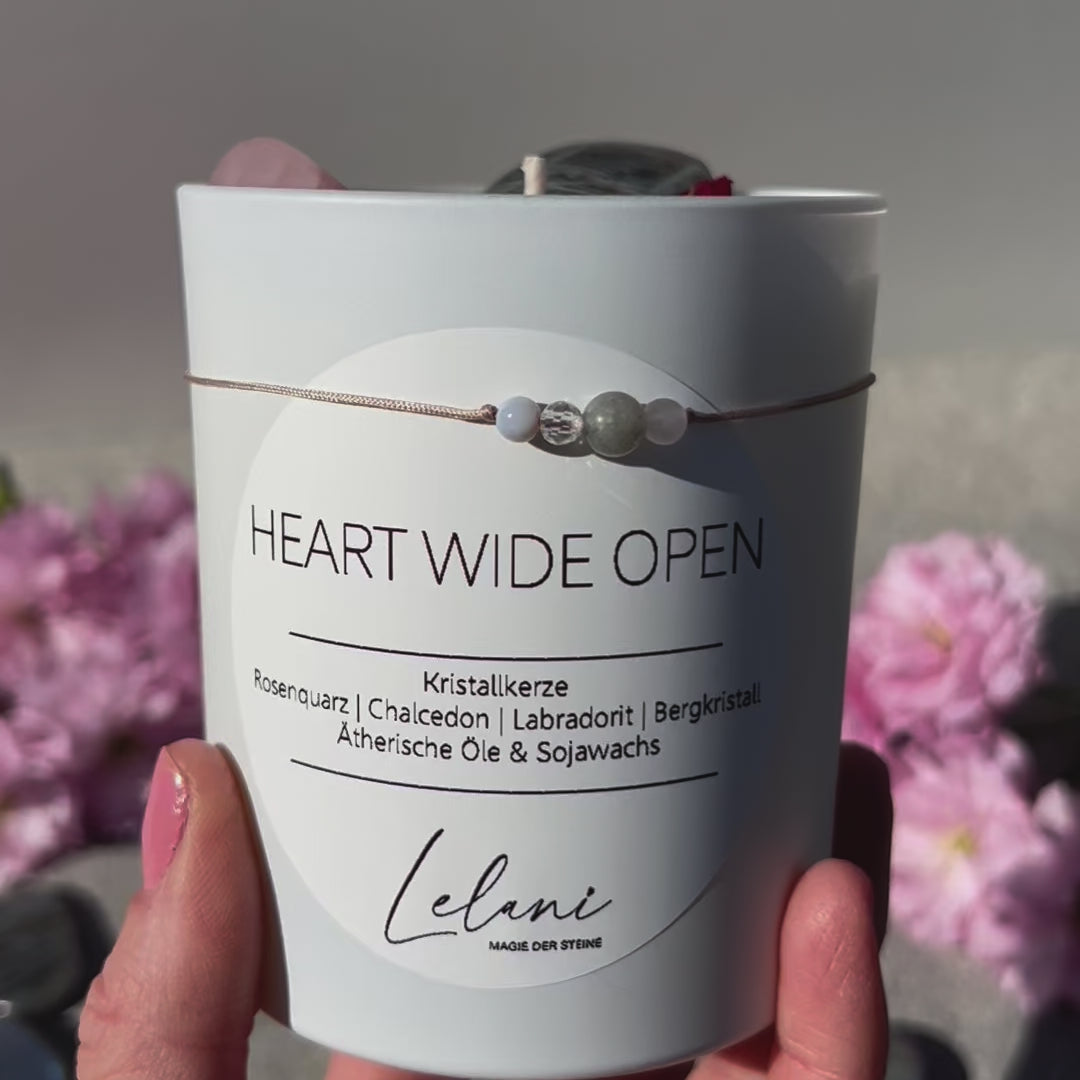 HEART WIDE OPEN
Kristallkerze
Rosenquarz | Chalcedon | Labradorit | Bergkristall
Ätherische Öle & Sojawachs
Lelani
MAGIE DER STEINE